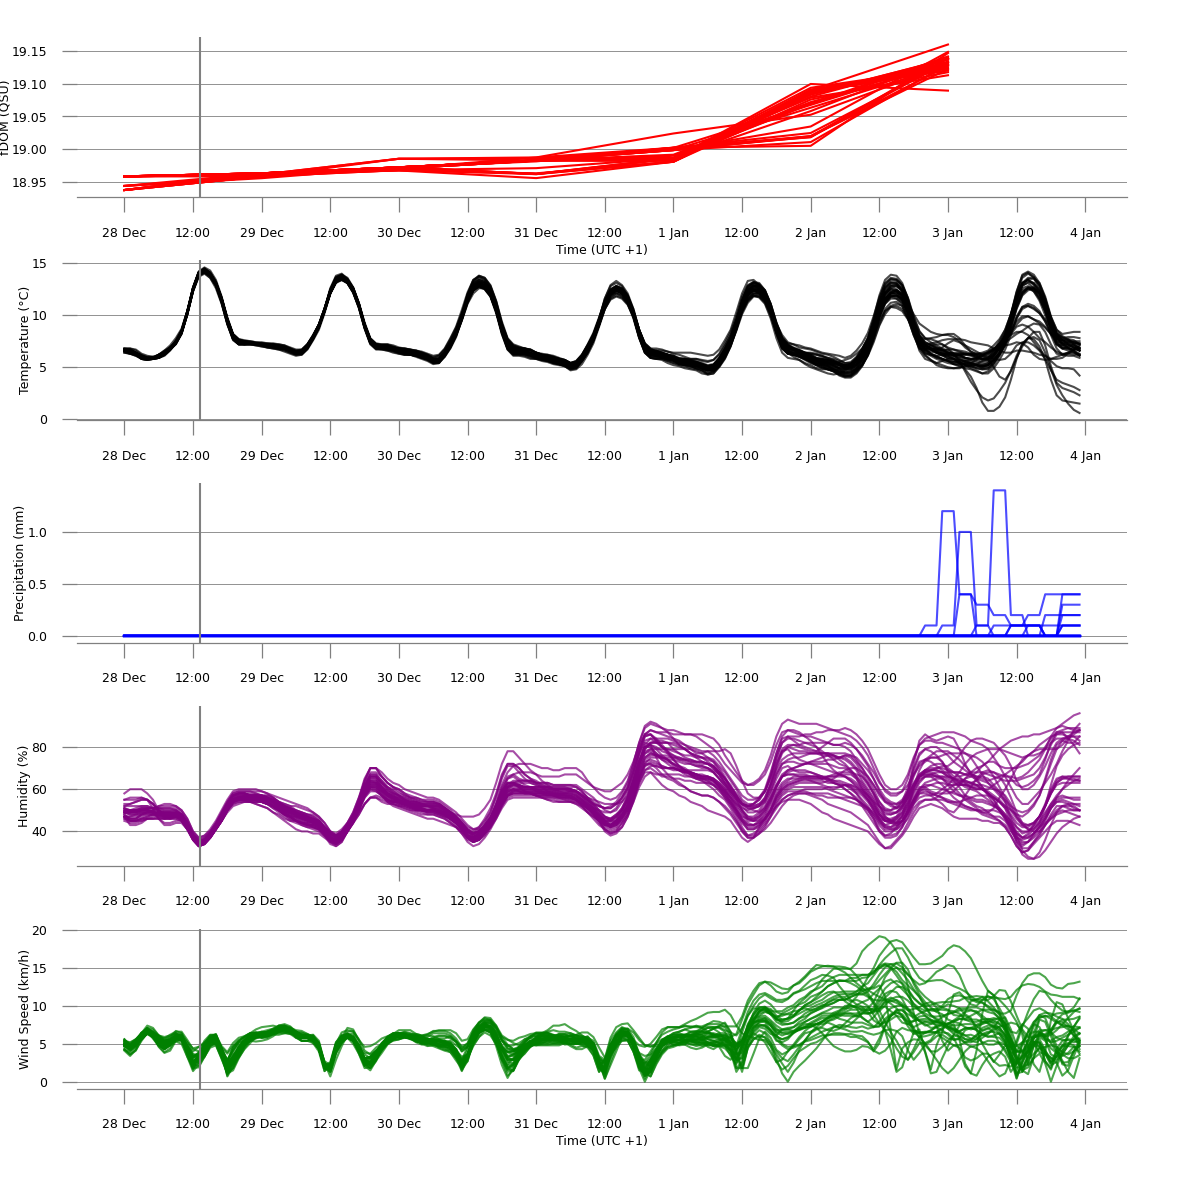 19.15
19.10
19.05
19.00
18.95
fDOM (QSU)
28 Dec 12:00 29 Dec 12:00 30 Dec 12:00 31 Dec 12:00 1 Jan 12:00 2 Jan 12:00 3 Jan 12:00 4 Jan
Time (UTC +1)
15
10
5
0
Temperature (°C)
28 Dec 12:00 29 Dec 12:00 30 Dec 12:00 31 Dec 12:00 1 Jan 12:00 2 Jan 12:00 3 Jan 12:00 4 Jan
1.0
0.5
0.0
Precipitation (mm)
28 Dec 12:00 29 Dec 12:00 30 Dec 12:00 31 Dec 12:00 1 Jan 12:00 2 Jan 12:00 3 Jan 12:00 4 Jan
80
60
40
Humidity (%)
28 Dec 12:00 29 Dec 12:00 30 Dec 12:00 31 Dec 12:00 1 Jan 12:00 2 Jan 12:00 3 Jan 12:00 4 Jan
20
15
10
5
0
Wind Speed (km/h)
28 Dec 12:00 29 Dec 12:00 30 Dec 12:00 31 Dec 12:00 1 Jan 12:00 2 Jan 12:00 3 Jan 12:00 4 Jan
Time (UTC +1)